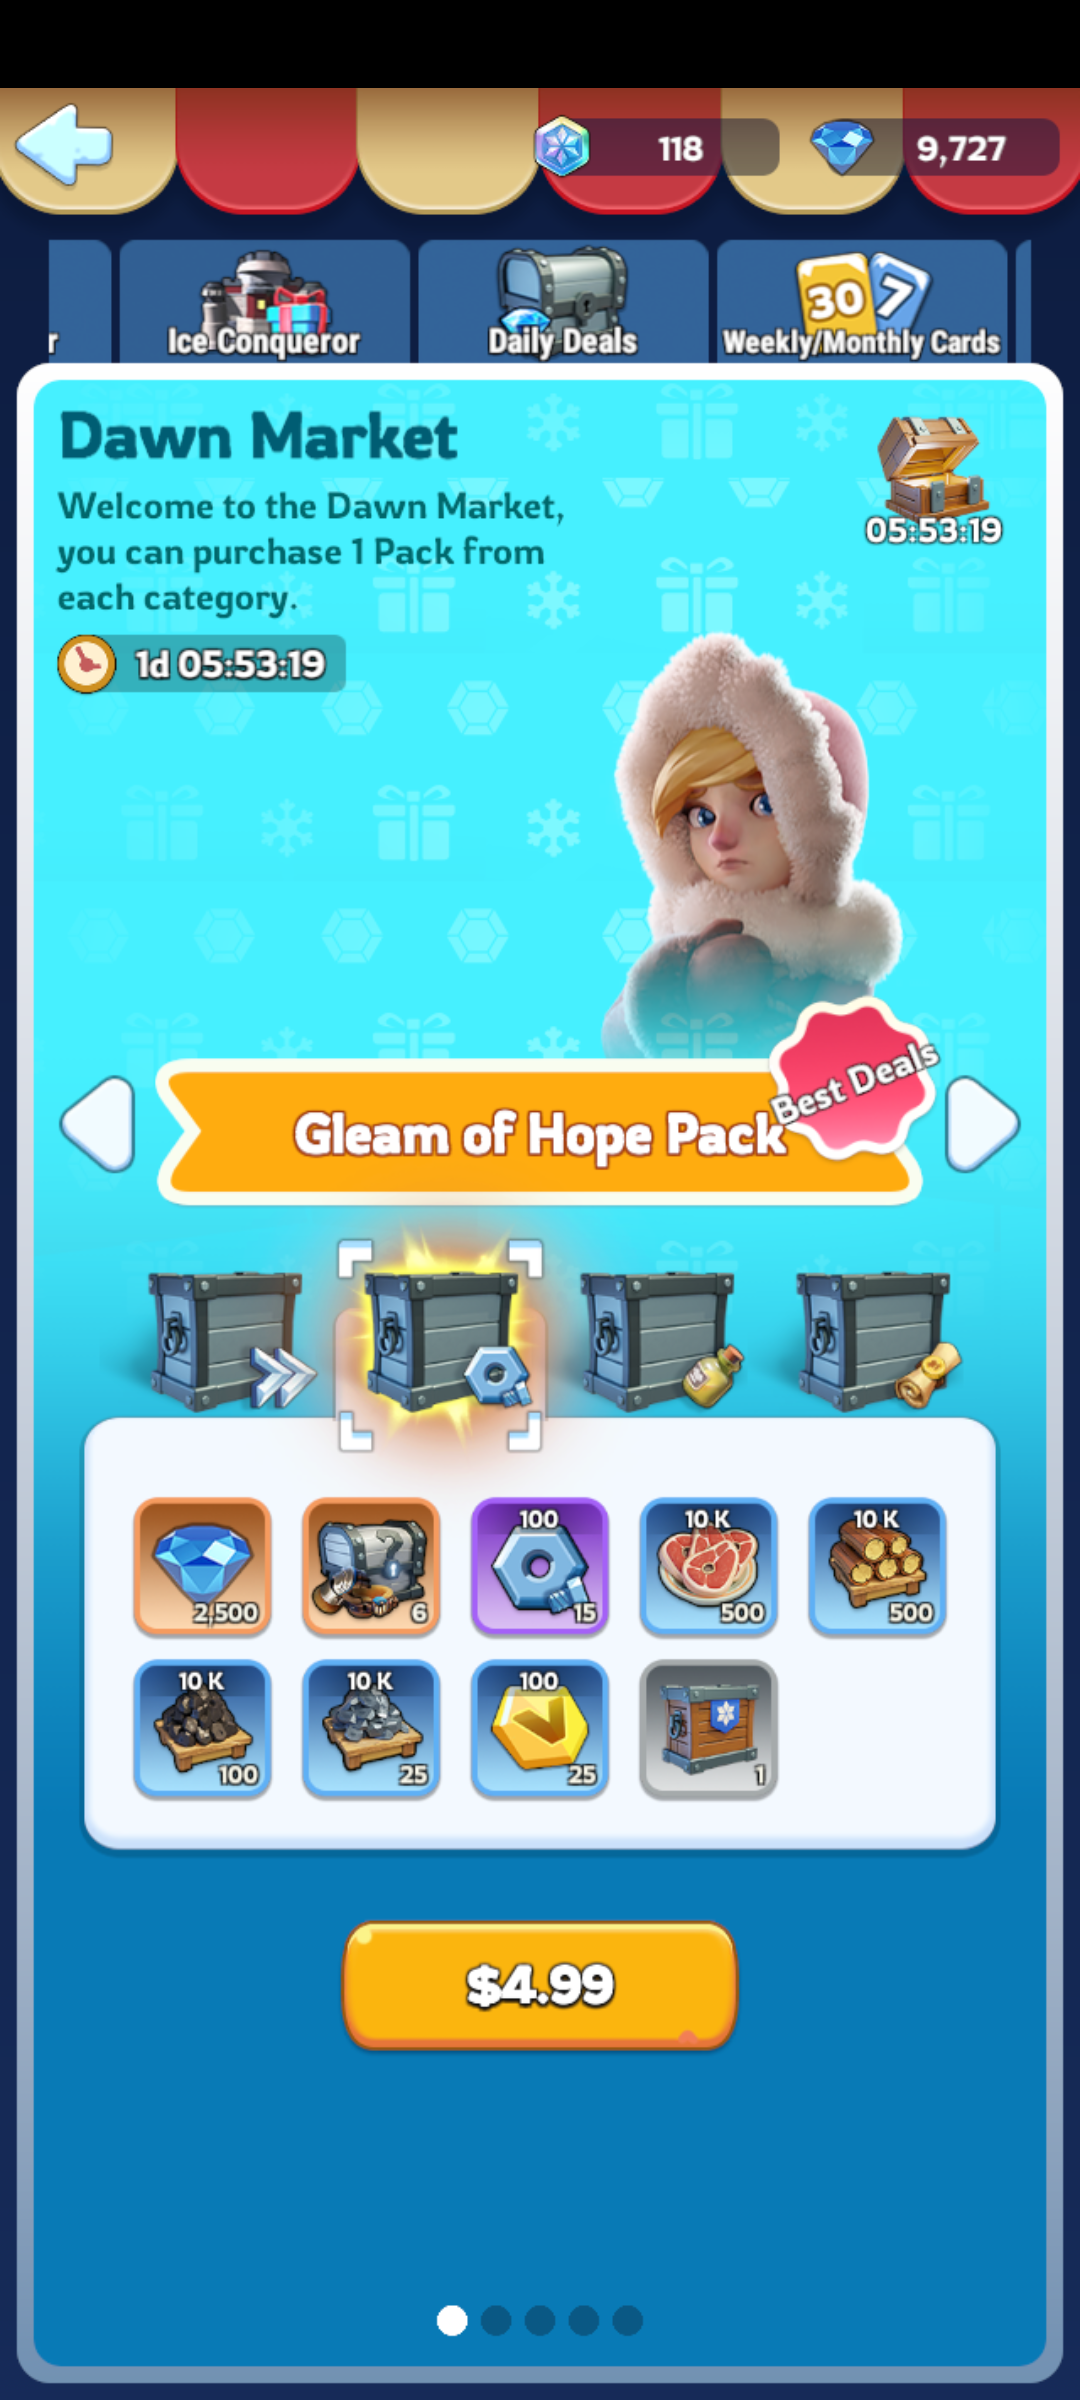 118
9,727
r
Ice Conqueror
Daily Deals
30
7
Weekly/Monthly Cards
Dawn Market
Welcome to the Dawn Market,
you can purchase 1 Pack from
each category.
05:53:19
1d 05:53:19
Best Deals
Gleam of Hope Pack
2,500
6
100
15
10 K
500
10 K
500
10 K
100
10 K
25
100
25
1
$4.99